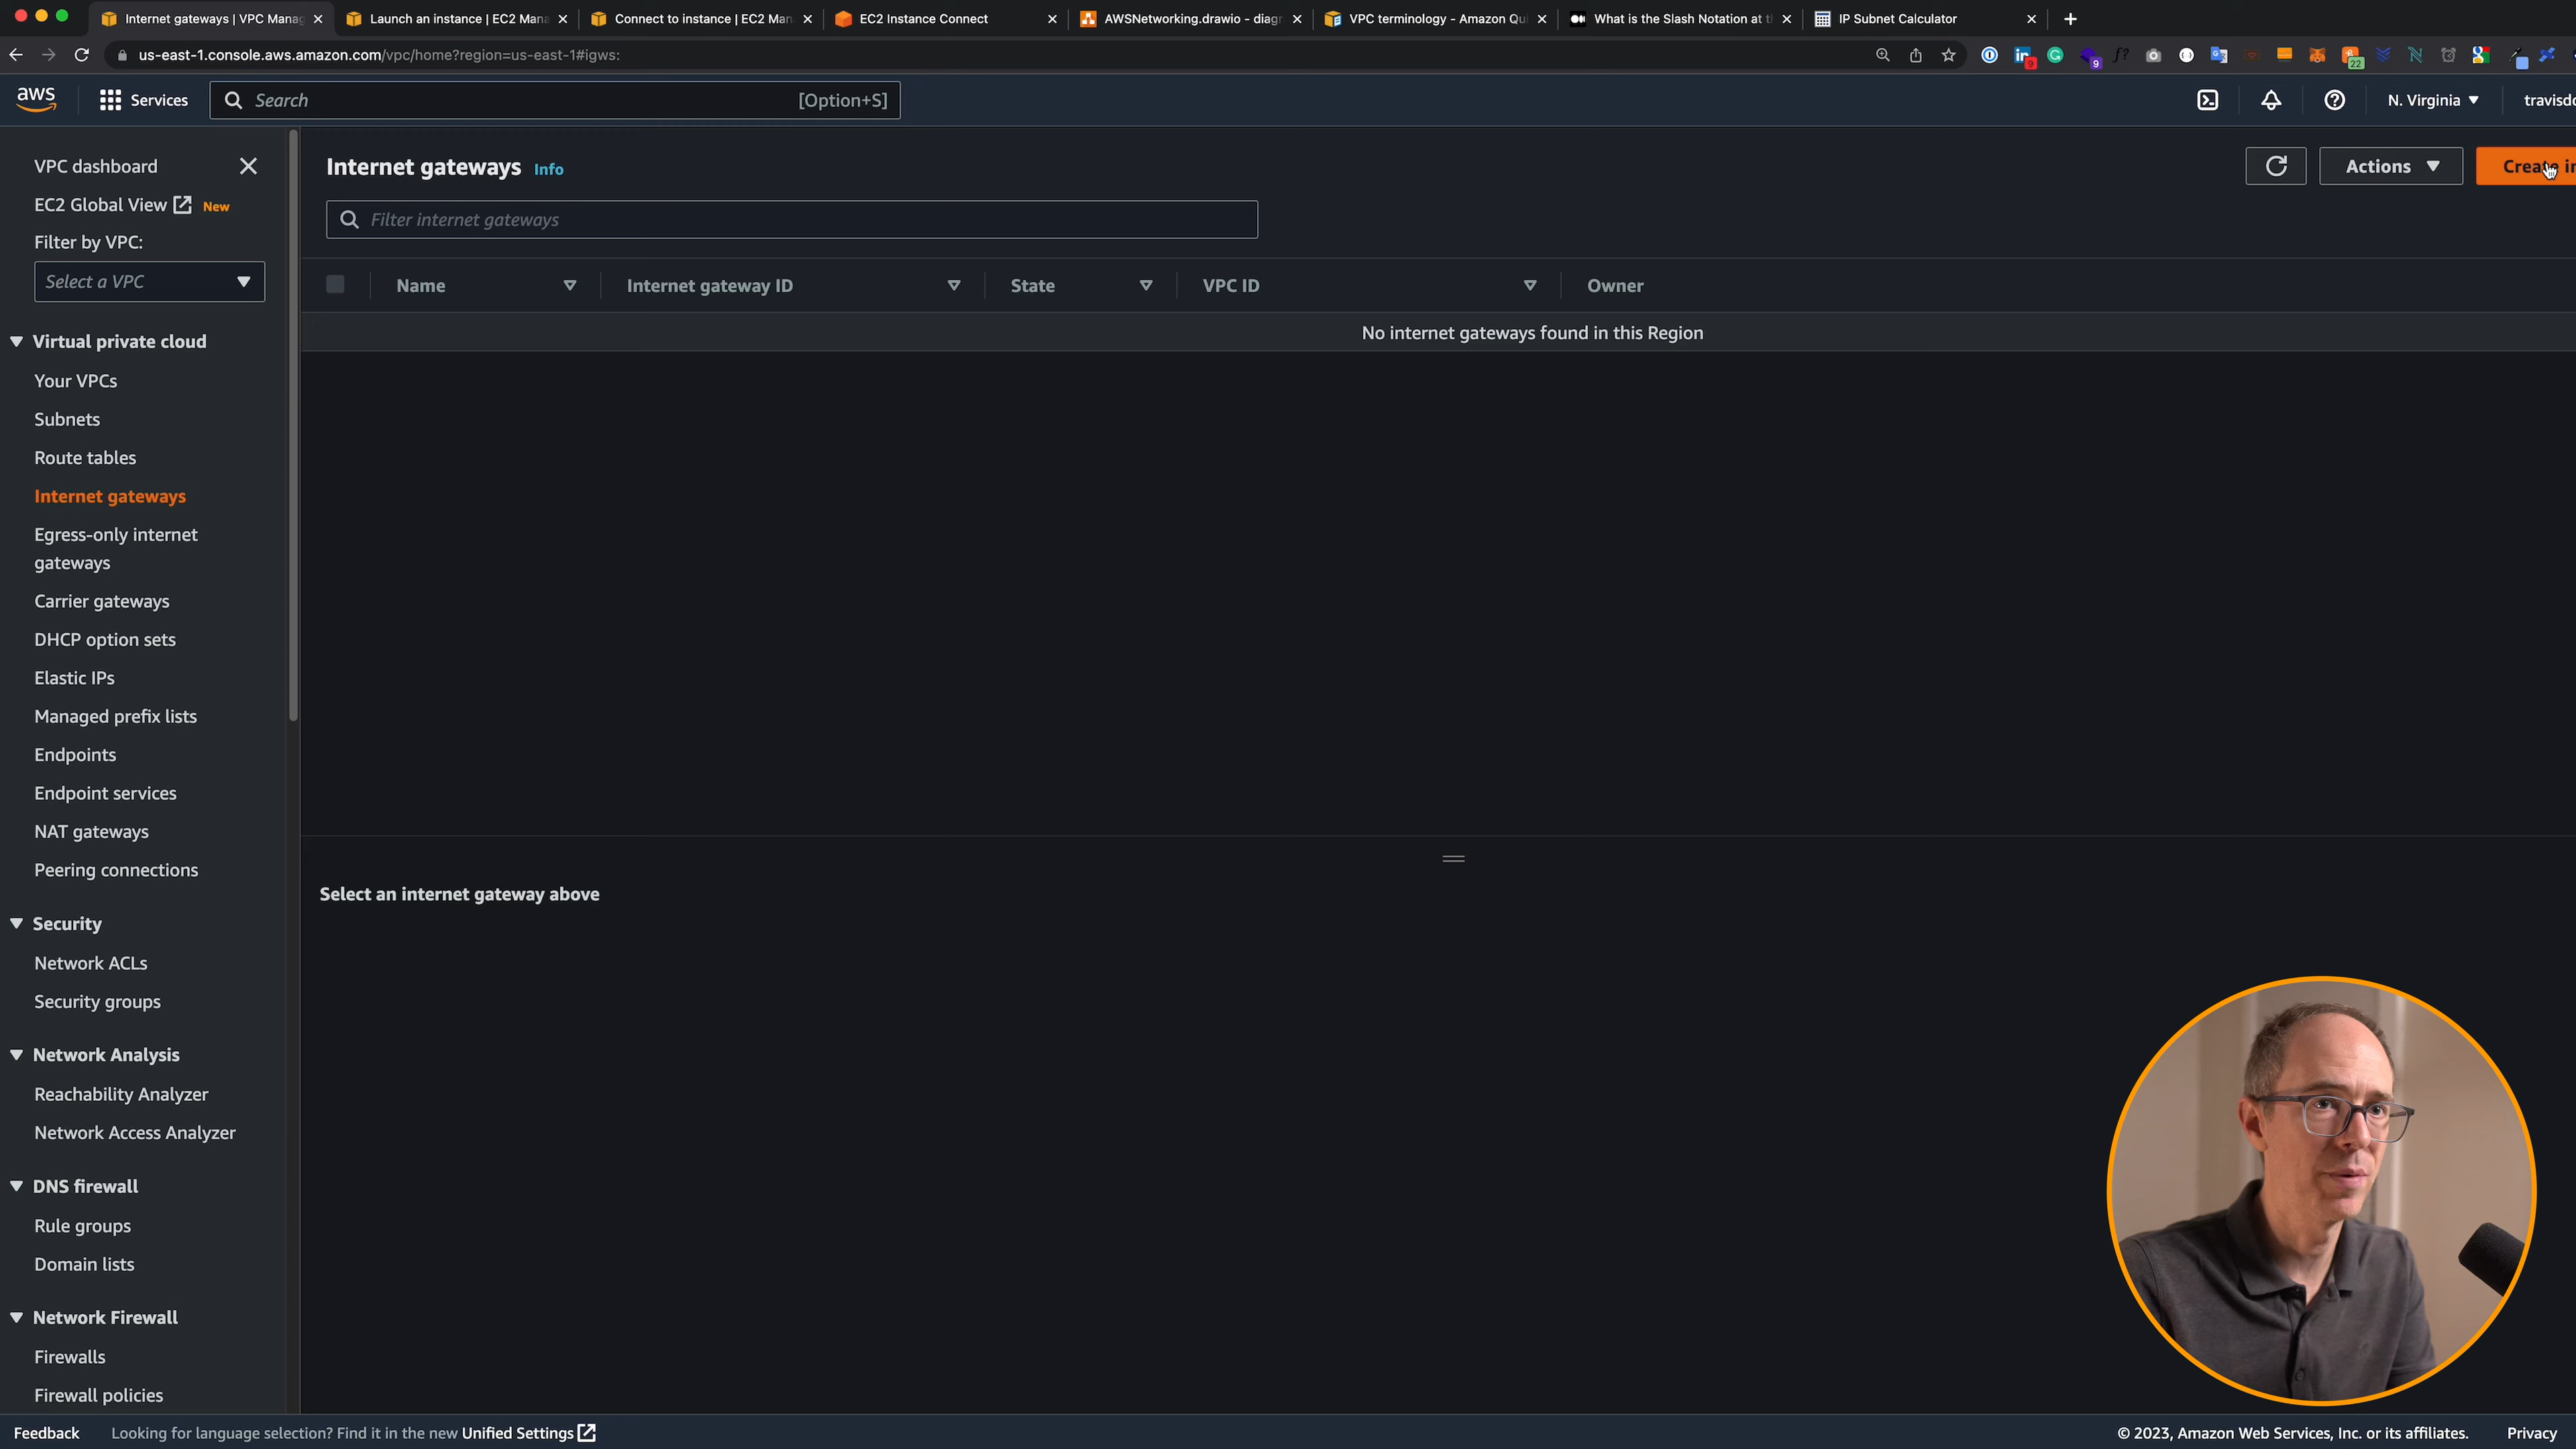 Internet gateways | VPC Manag
Launch an instance | EC2 Mana
Connect to instance | EC2 Man
EC2 Instance Connect
AWSNetworking.drawio - diagr
VPC terminology - Amazon Qui
What is the Slash Notation at th
IP Subnet Calculator
us-east-1.console.aws.amazon.com/vpc/home?region=us-east-1#igws:
9
22
aws
Services
Search
[Option+S]
N. Virginia
travisdo
VPC dashboard
EC2 Global View New
Filter by VPC:
Select a VPC
Virtual private cloud
Your VPCs
Subnets
Route tables
Internet gateways
Egress-only internet
gateways
Carrier gateways
DHCP option sets
Elastic IPs
Managed prefix lists
Endpoints
Endpoint services
NAT gateways
Peering connections
Security
Network ACLs
Security groups
Network Analysis
Reachability Analyzer
Network Access Analyzer
DNS firewall
Rule groups
Domain lists
Network Firewall
Firewalls
Firewall policies
Internet gateways Info
Actions
Create in
Filter internet gateways
Name
Internet gateway ID
State
VPC ID
Owner
No internet gateways found in this Region
Select an internet gateway above
Feedback
Looking for language selection? Find it in the new Unified Settings
© 2023, Amazon Web Services, Inc. or its affiliates.
Privacy